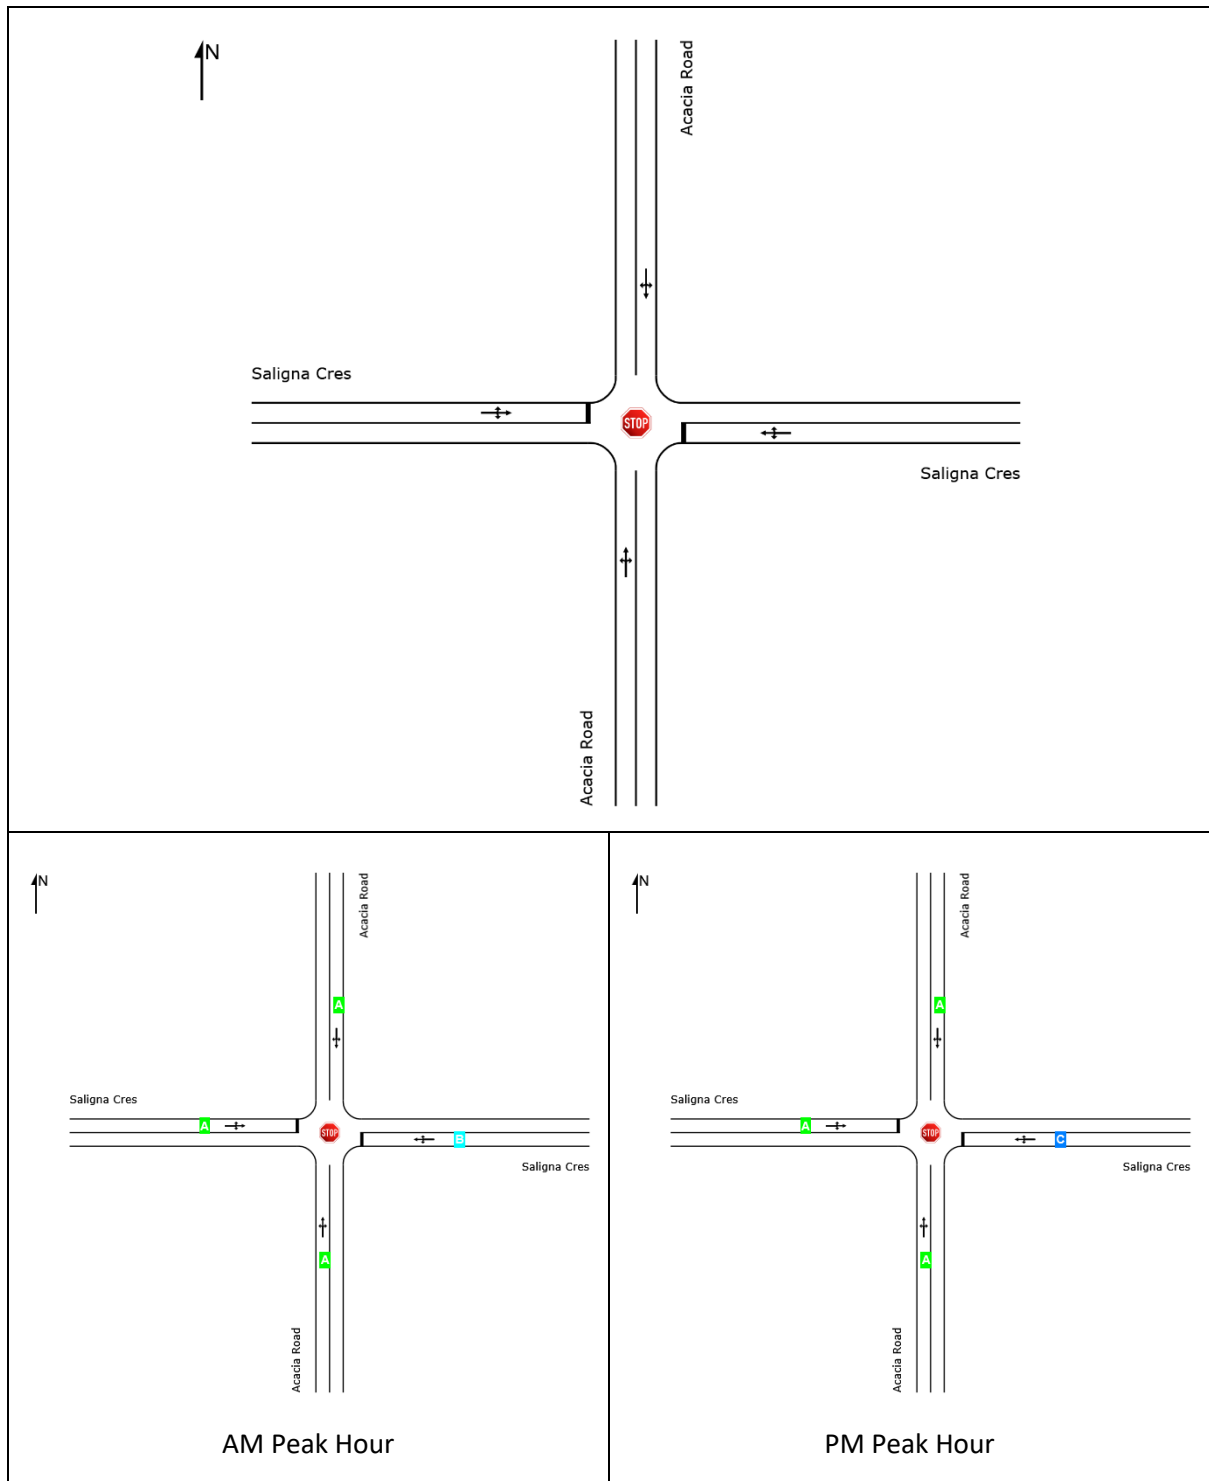 N
Acacia Road
Saligna Cres
STOP
Saligna Cres
Acacia Road
N
Acacia Road
A
Saligna Cres
A
STOP
B
Saligna Cres
A
Acacia Road
AM Peak Hour
N
Acacia Road
A
Saligna Cres
A
STOP
C
Saligna Cres
A
Acacia Road
PM Peak Hour